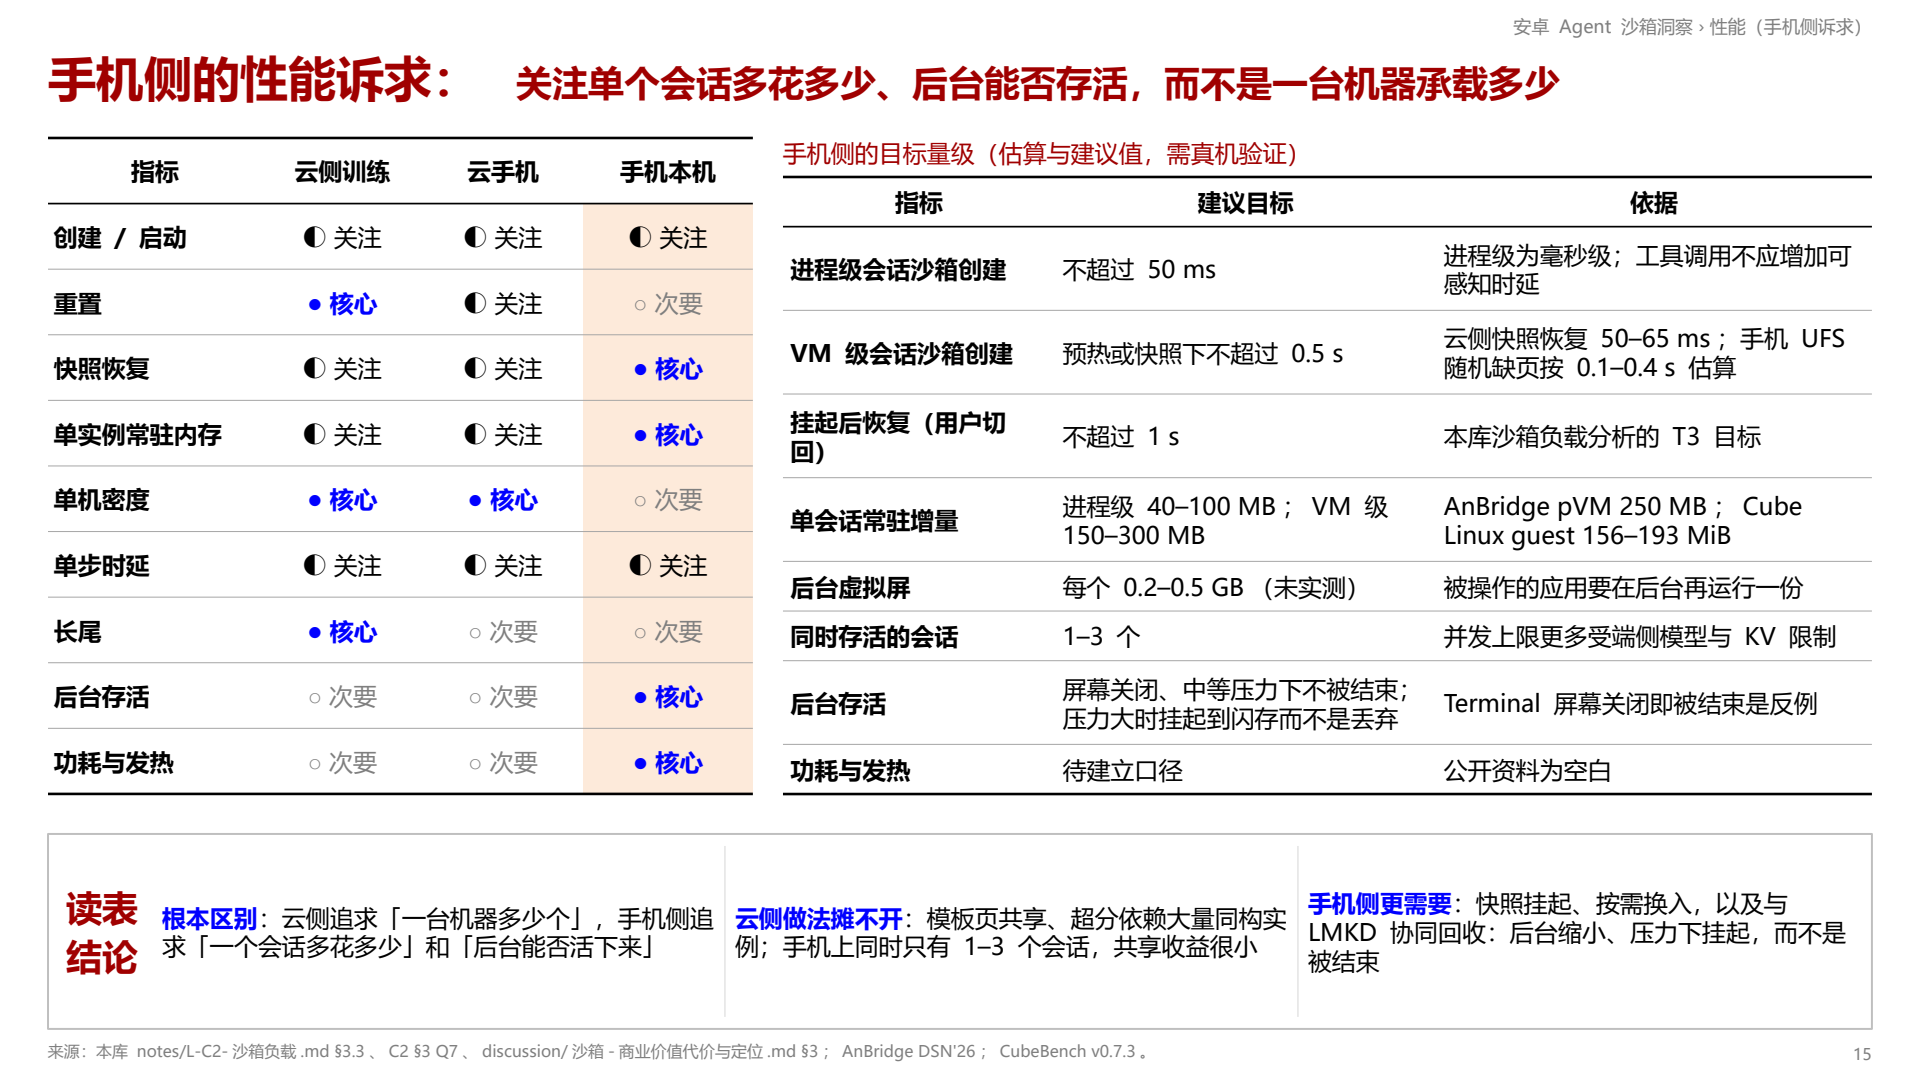 安卓 Agent 沙箱洞察 › 性能（手机侧诉求）
手机侧的性能诉求： 关注单个会话多花多少、后台能否存活，而不是一台机器承载多少
指标 云侧训练 云手机 手机本机
创建 / 启动 ◐ 关注 ◐ 关注 ◐ 关注
重置 ● 核心 ◐ 关注 ○ 次要
快照恢复 ◐ 关注 ◐ 关注 ● 核心
单实例常驻内存 ◐ 关注 ◐ 关注 ● 核心
单机密度 ● 核心 ● 核心 ○ 次要
单步时延 ◐ 关注 ◐ 关注 ◐ 关注
长尾 ● 核心 ○ 次要 ○ 次要
后台存活 ○ 次要 ○ 次要 ● 核心
功耗与发热 ○ 次要 ○ 次要 ● 核心
手机侧的目标量级（估算与建议值，需真机验证）
指标 建议目标 依据
进程级会话沙箱创建 不超过 50 ms 进程级为毫秒级；工具调用不应增加可
感知时延
VM 级会话沙箱创建 预热或快照下不超过 0.5 s 云侧快照恢复 50–65 ms；手机 UFS
随机缺页按 0.1–0.4 s 估算
挂起后恢复（用户切
回） 不超过 1 s 本库沙箱负载分析的 T3 目标
单会话常驻增量 进程级 40–100 MB； VM 级
150–300 MB AnBridge pVM 250 MB； Cube
Linux guest 156–193 MiB
后台虚拟屏 每个 0.2–0.5 GB （未实测） 被操作的应用要在后台再运行一份
同时存活的会话 1–3 个 并发上限更多受端侧模型与 KV 限制
后台存活 屏幕关闭、中等压力下不被结束；
压力大时挂起到闪存而不是丢弃 Terminal 屏幕关闭即被结束是反例
功耗与发热 待建立口径 公开资料为空白
读表
结论
根本区别：云侧追求「一台机器多少个」，手机侧追
求「一个会话多花多少」和「后台能否活下来」
云侧做法摊不开：模板页共享、超分依赖大量同构实
例；手机上同时只有 1–3 个会话，共享收益很小
手机侧更需要：快照挂起、按需换入，以及与
LMKD 协同回收：后台缩小、压力下挂起，而不是
被结束
来源：本库 notes/L-C2-沙箱负载.md §3.3 、 C2 §3 Q7 、 discussion/沙箱-商业价值代价与定位.md §3； AnBridge DSN'26； CubeBench v0.7.3。
15